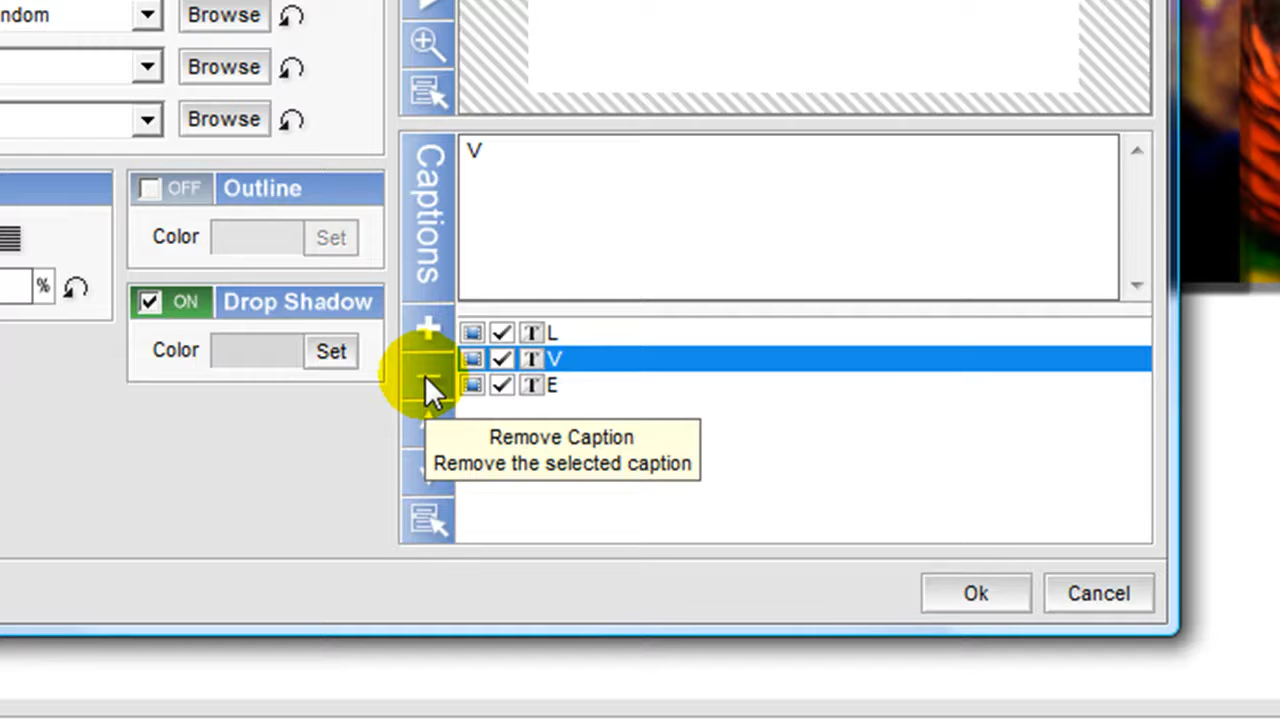 ndom
Browse
Browse
Browse
Captions
V
OFF Outline
Color Set
%
ON Drop Shadow
Color Set
T L
T V
T E
Remove Caption
Remove the selected caption
Ok
Cancel